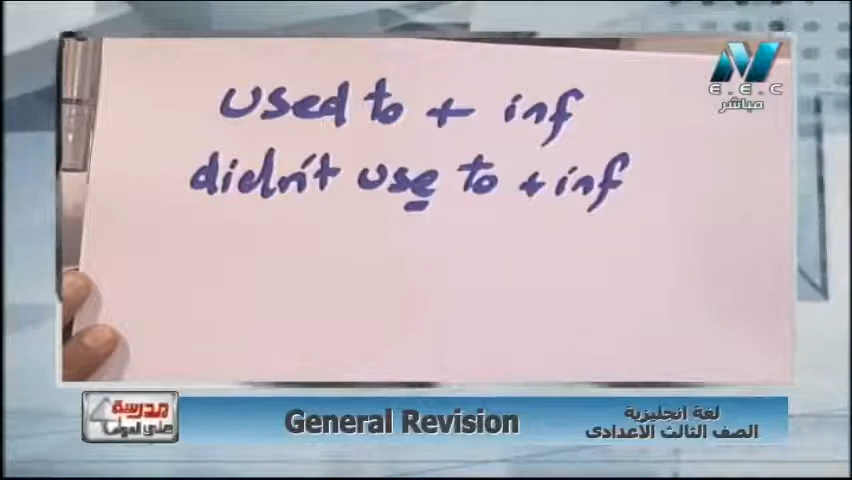 E.E.C
مباشر
used to + inf
didn't use to + inf
مدرسة
على الهواء
General Revision
لغة انجليزية
الصف الثالث الاعدادى